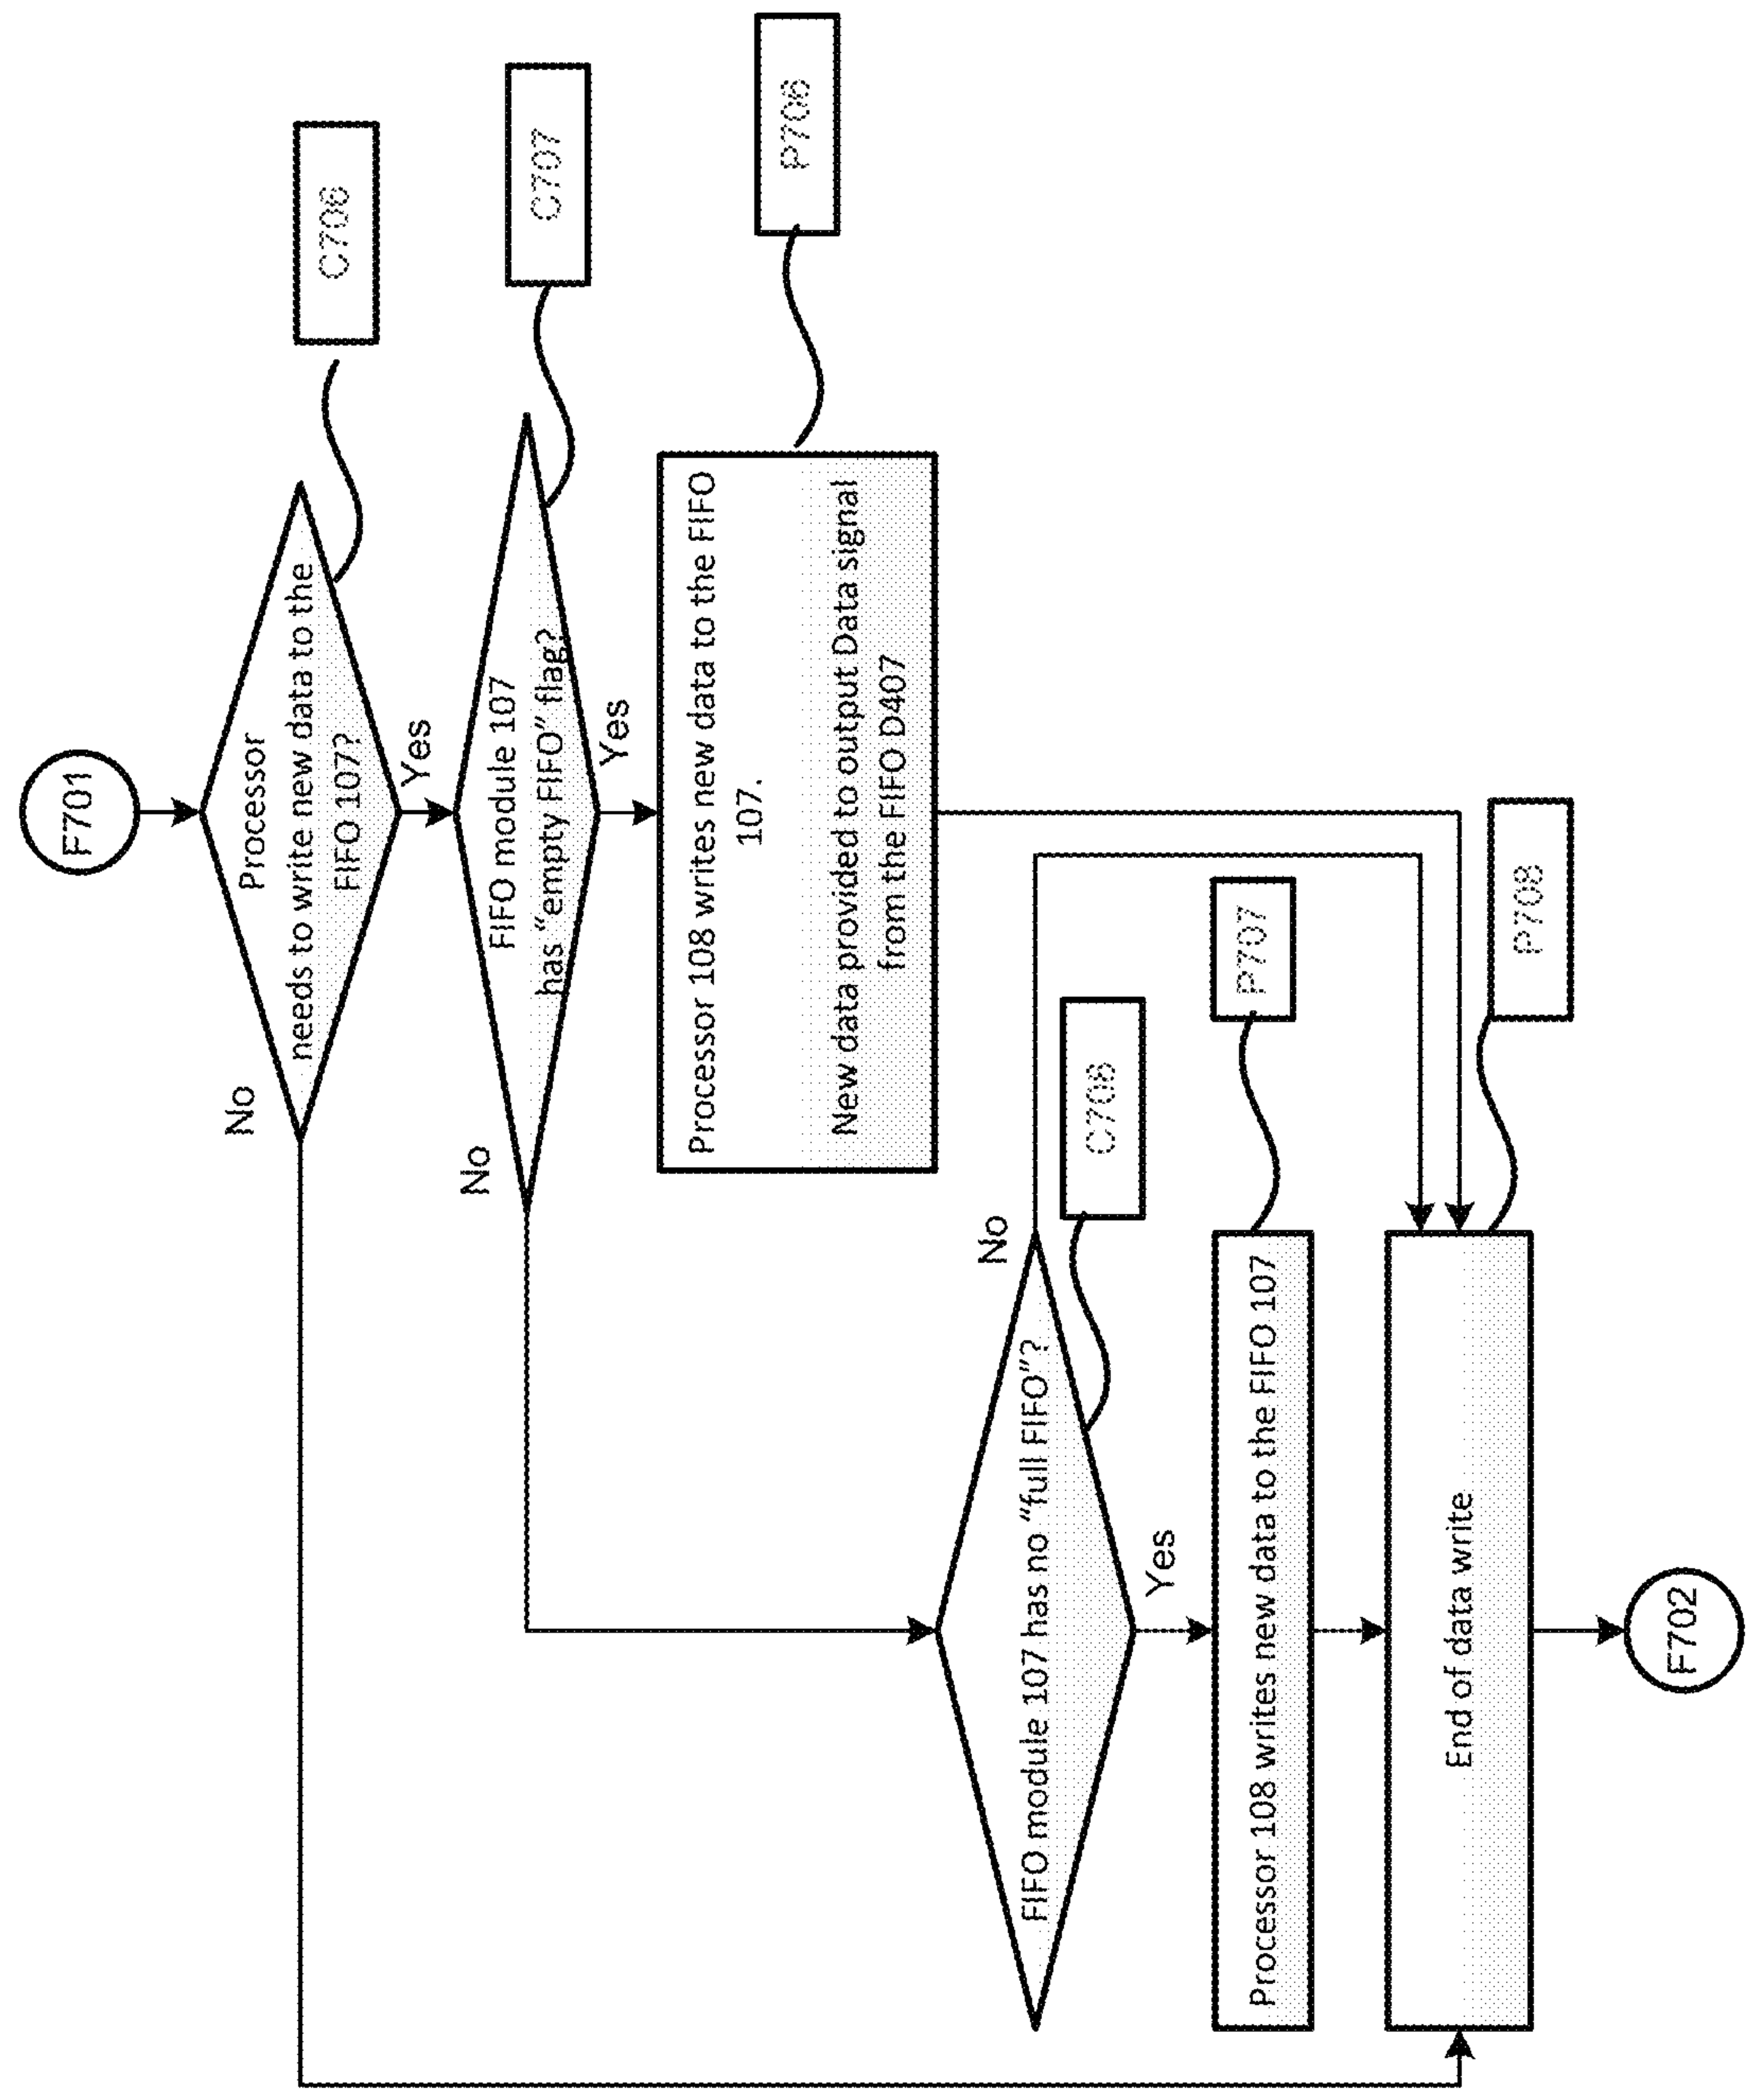 F701
Processor
needs to write new data to the
FIFO 107?
C706
No
Yes
FIFO module 107
has “empty FIFO” flag?
C707
No
Yes
Processor 108 writes new data to the FIFO
107.
New data provided to output Data signal
from the FIFO D407
P706
FIFO module 107 has no “full FIFO”?
No
C708
Yes
Processor 108 writes new data to the FIFO 107
P707
End of data write
P708
F702